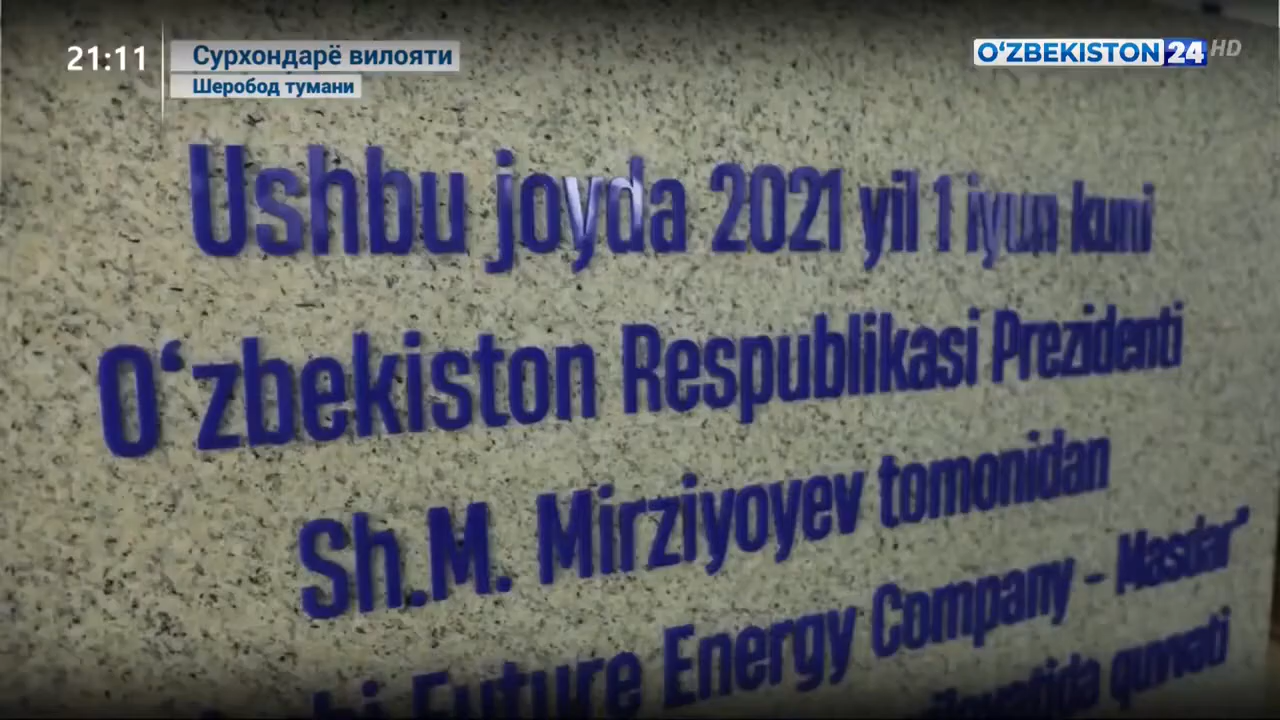 21:11
Сурхондарё вилояти
Шеробод тумани
O‘ZBEKISTON 24 HD
Ushbu joyda 2021 yil 1 iyun kuni
O‘zbekiston Respublikasi Prezidenti
Sh.M. Mirziyoyev tomonidan
Future Energy Company - Masdar"
quvvati